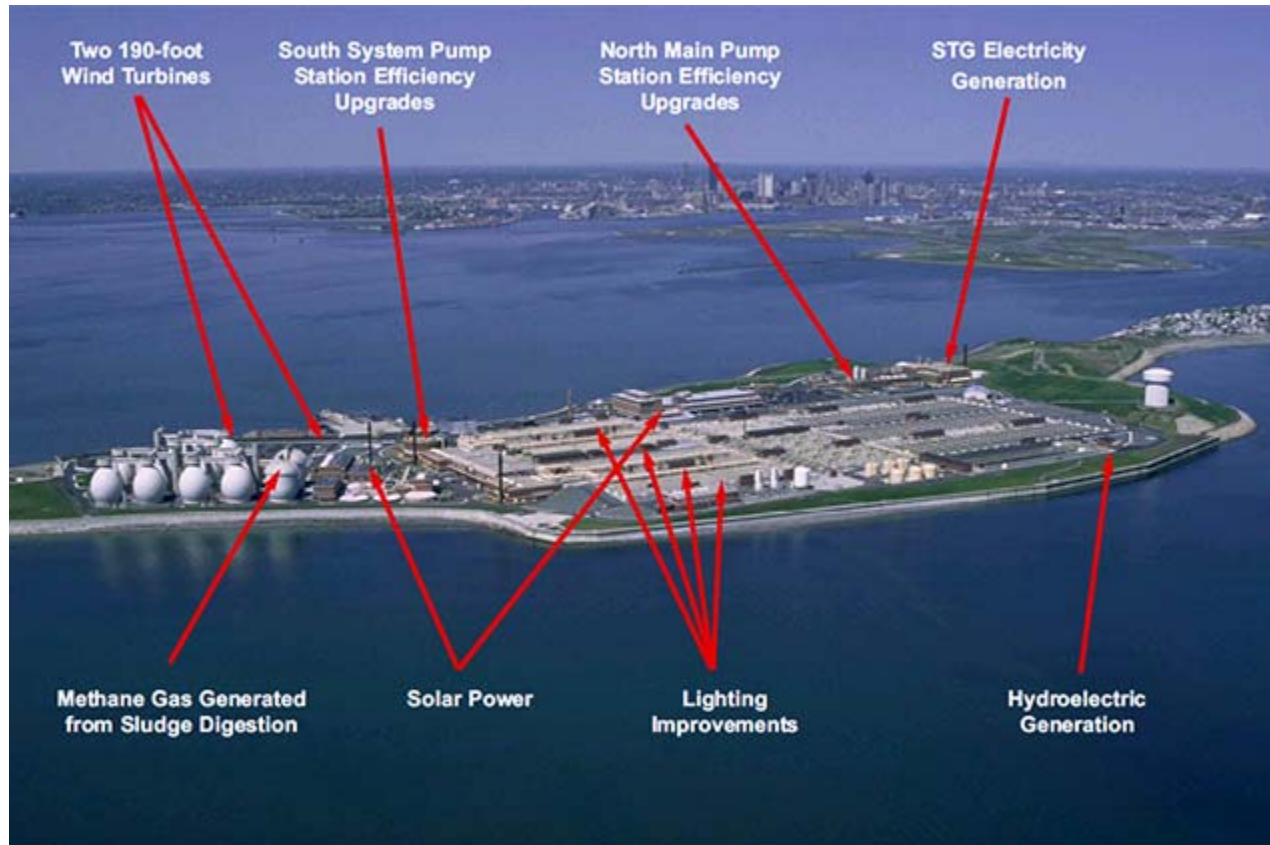 Two 190-foot
Wind Turbines
South System Pump
Station Efficiency
Upgrades
North Main Pump
Station Efficiency
Upgrades
STG Electricity
Generation
Methane Gas Generated
from Sludge Digestion
Solar Power
Lighting
Improvements
Hydroelectric
Generation